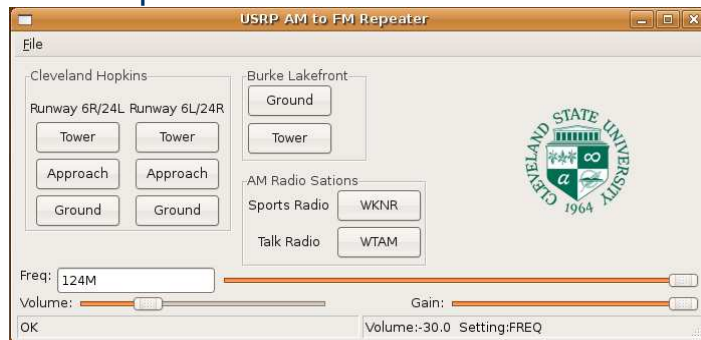 USRP AM to FM Repeater
File
Cleveland Hopkins
Runway 6R/24L Runway 6L/24R
Tower Tower
Approach Approach
Ground Ground
Burke Lakefront
Ground
Tower
AM Radio Sations
Sports Radio WKNR
Talk Radio WTAM
CLEVELAND STATE UNIVERSITY
1964
Freq: 124M
Volume: Gain:
OK Volume:-30.0 Setting:FREQ